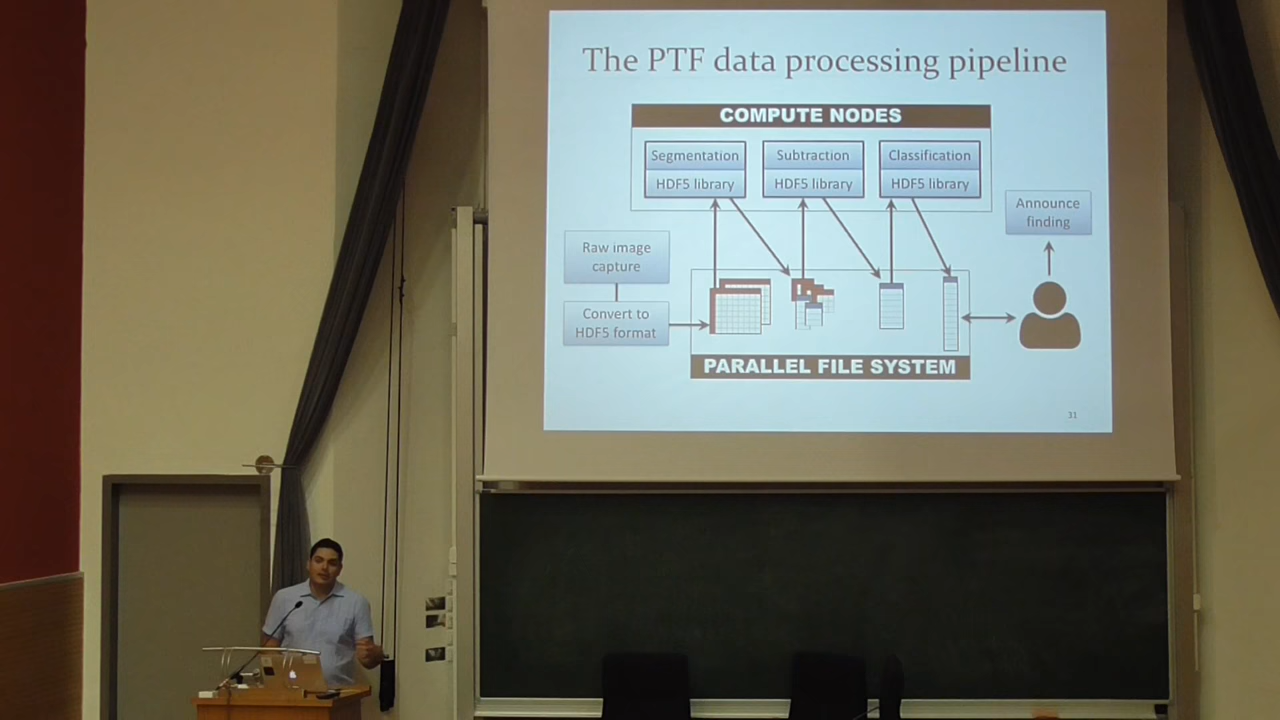 The PTF data processing pipeline
COMPUTE NODES
Segmentation
HDF5 library
Subtraction
HDF5 library
Classification
HDF5 library
Announce
finding
Raw image
capture
Convert to
HDF5 format
PARALLEL FILE SYSTEM
31